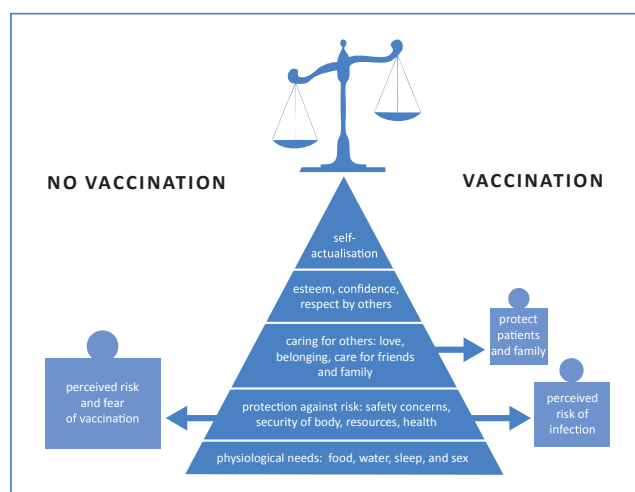 NO VACCINATION
VACCINATION
self-
actualisation
esteem, confidence,
respect by others
caring for others: love,
belonging, care for friends
and family
protect
patients
and family
perceived risk
and fear
of vaccination
protection against risk: safety concerns,
security of body, resources, health
perceived
risk of
infection
physiological needs: food, water, sleep, and sex